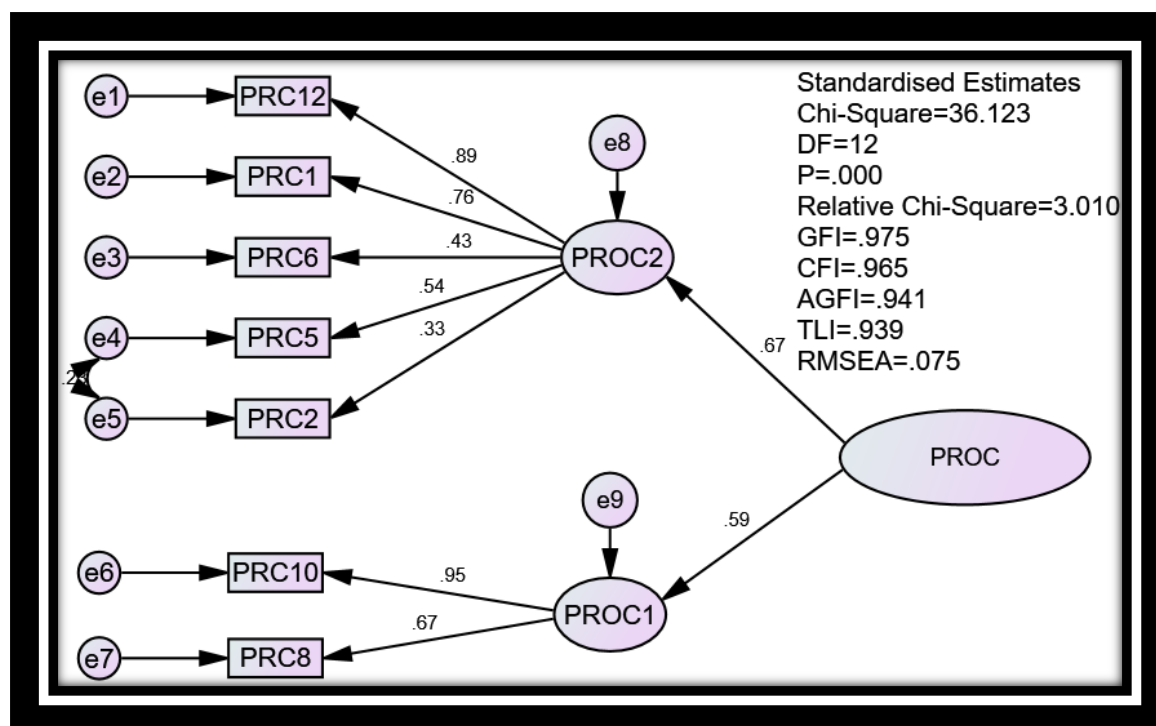 Standardised Estimates
Chi-Square=36.123
DF=12
P=.000
Relative Chi-Square=3.010
GFI=.975
CFI=.965
AGFI=.941
TLI=.939
RMSEA=.075
e1
PRC12
.89
e8
e2
PRC1
.76
e3
PRC6
.43
PROC2
e4
PRC5
.54
.33
.67
e5
PRC2
PROC
e9
.59
e6
PRC10
.95
PROC1
e7
PRC8
.67